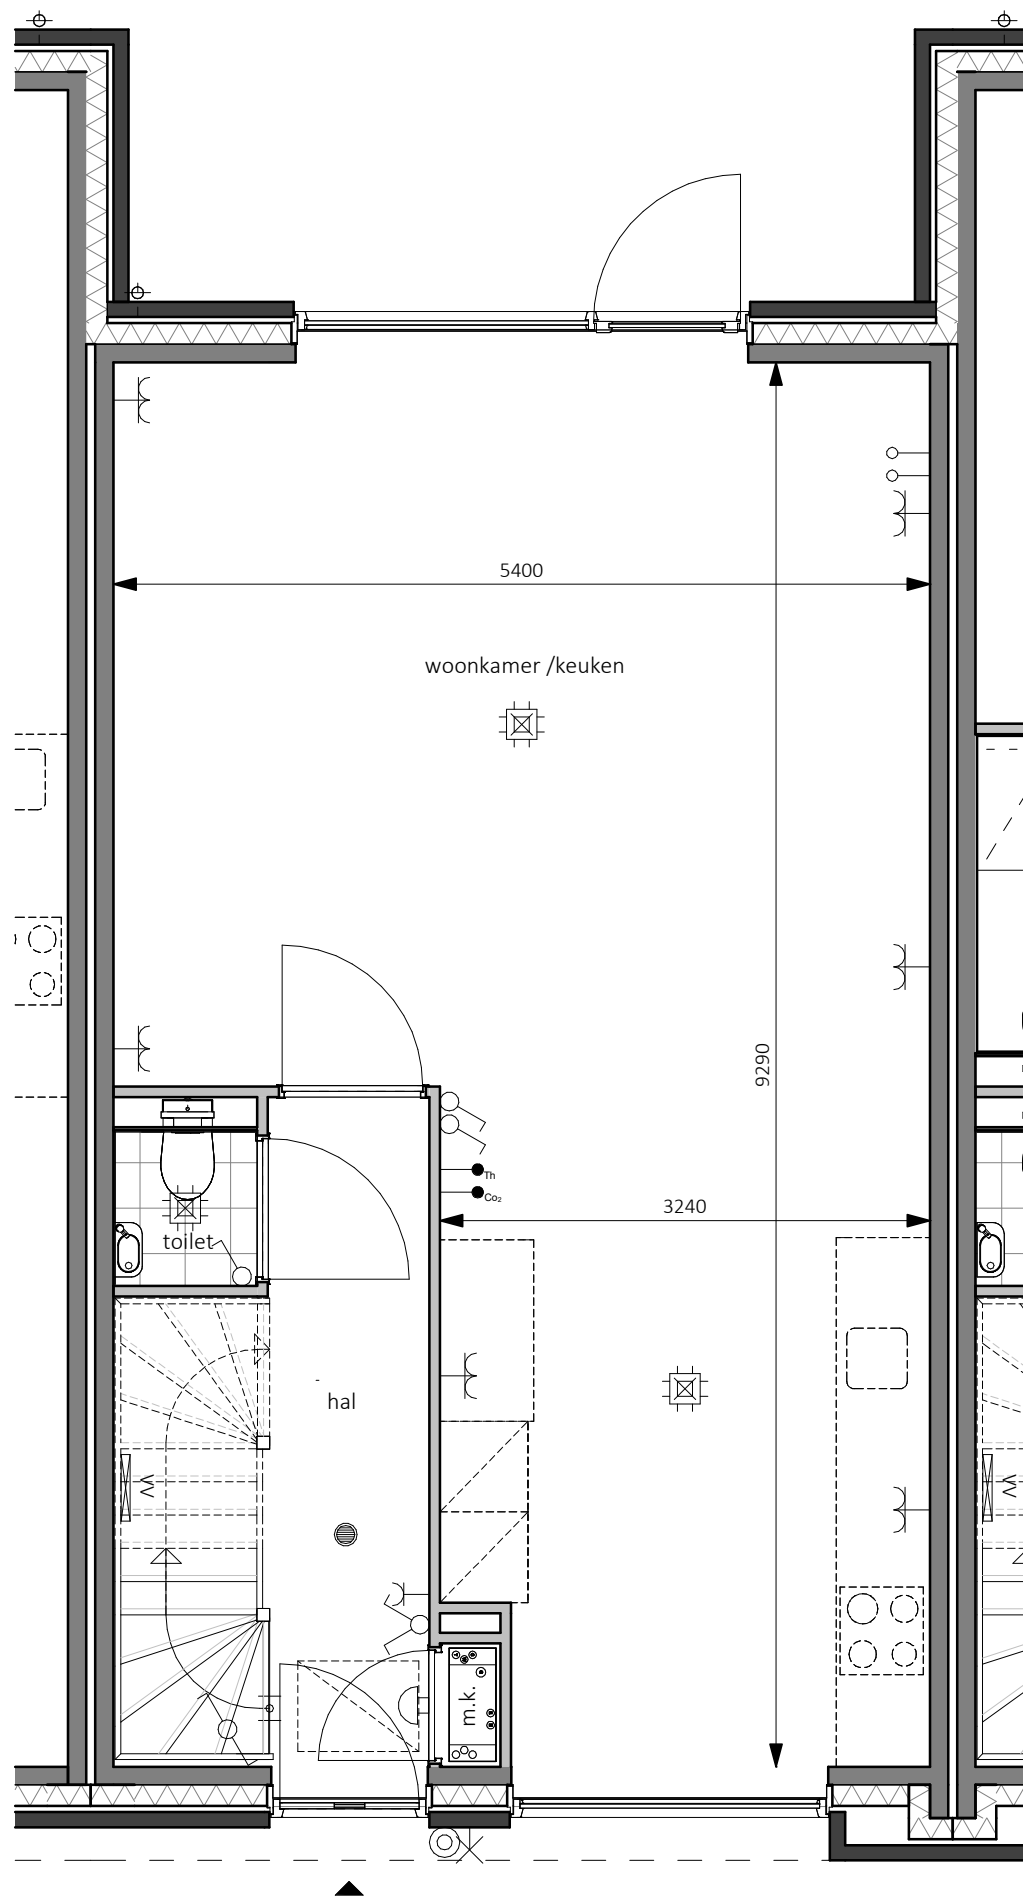 5400
woonkamer /keuken
9290
Th
Co₂
3240
toilet
hal
m.k.